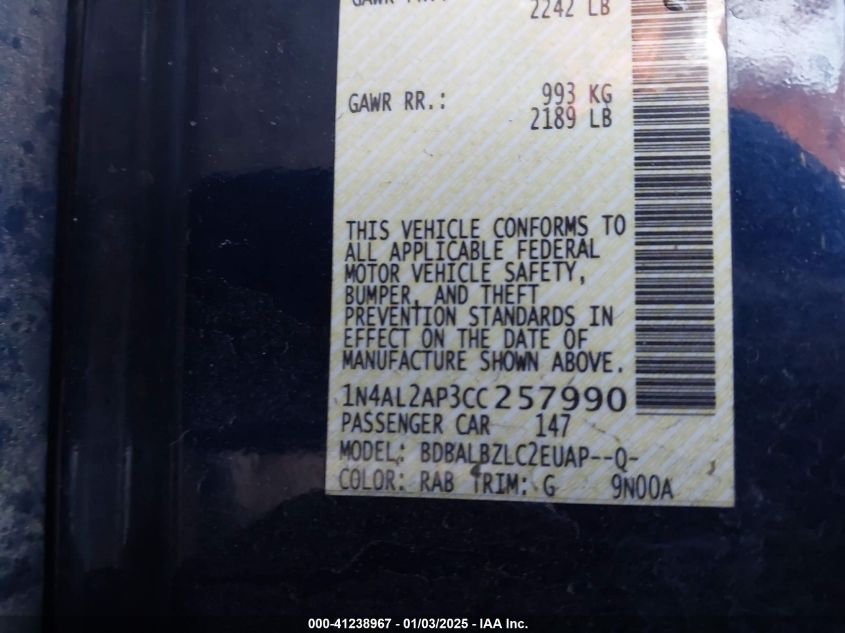 2242 LB
GAWR RR.: 993 KG
2189 LB
THIS VEHICLE CONFORMS TO
ALL APPLICABLE FEDERAL
MOTOR VEHICLE SAFETY,
BUMPER, AND THEFT
PREVENTION STANDARDS IN
EFFECT ON THE DATE OF
MANUFACTURE SHOWN ABOVE.
1N4AL2AP3CC257990
PASSENGER CAR 147
MODEL: BDBALBZLC2EUAP--Q-
COLOR: RAB TRIM: G 9N00A
000-41238967 - 01/03/2025 - IAA Inc.